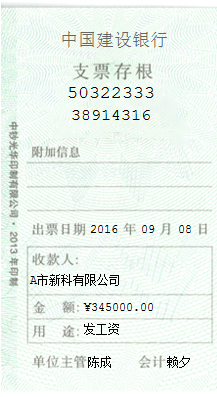 中国建设银行
支票存根
50322333
38914316
附加信息
出票日期 2016 年 09 月 08 日
收款人:
A市新科有限公司
金 额: ¥345000.00
用 途: 发工资
单位主管 陈成 会计 赖夕
中钞光华印制有限公司·2013年印制